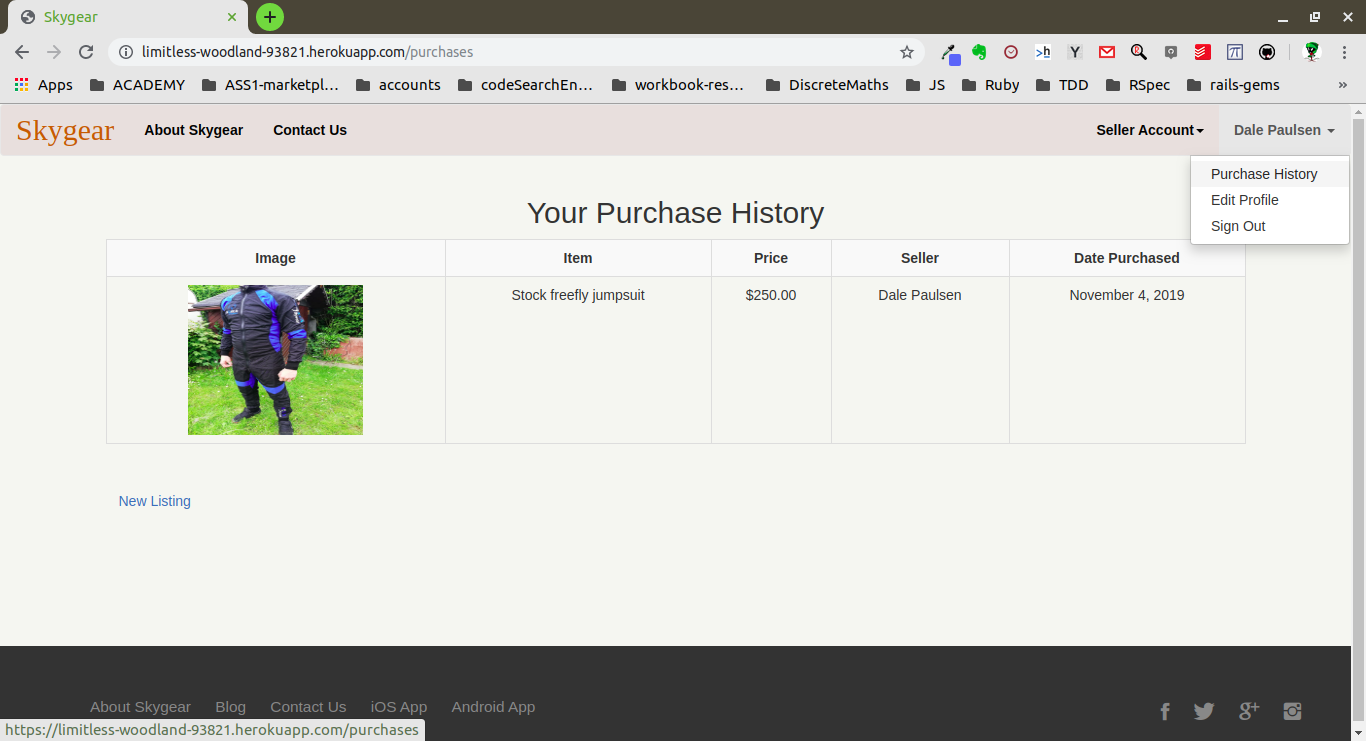 Skygear
limitless-woodland-93821.herokuapp.com/purchases
Apps ACADEMY ASS1-marketpl... accounts codeSearchEn... workbook-res... DiscreteMaths JS Ruby TDD RSpec rails-gems »
Skygear About Skygear Contact Us Seller Account Dale Paulsen
Purchase History
Edit Profile
Sign Out
Your Purchase History
Image Item Price Seller Date Purchased
Stock freefly jumpsuit $250.00 Dale Paulsen November 4, 2019
New Listing
About Skygear Blog Contact Us iOS App Android App
https://limitless-woodland-93821.herokuapp.com/purchases